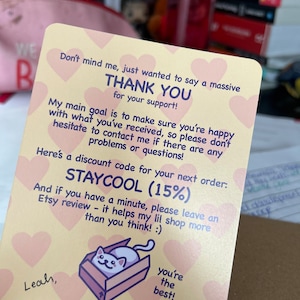 Don't mind me, just wanted to say a massive
THANK YOU
for your support!
My main goal is to make sure you're happy
with what you've received, so please don't
hesitate to contact me if there are any
problems or questions!
Here's a discount code for your next order:
STAYCOOL (15%)
And if you have a minute, please leave an
Etsy review - it helps my lil shop more
than you think! :)
Leah,
you're
the
best!
WE
B